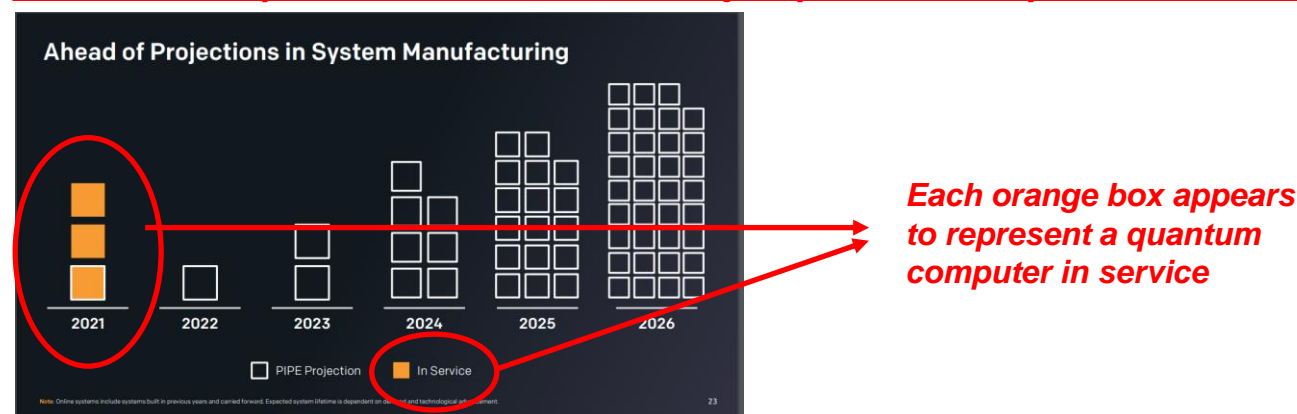 Ahead of Projections in System Manufacturing
Each orange box appears
to represent a quantum
computer in service
2021 2022 2023 2024 2025 2026
PIPE Projection In Service
Note: Online systems include systems built in previous years and carried forward. Expected system lifetime is dependent on and technological
23